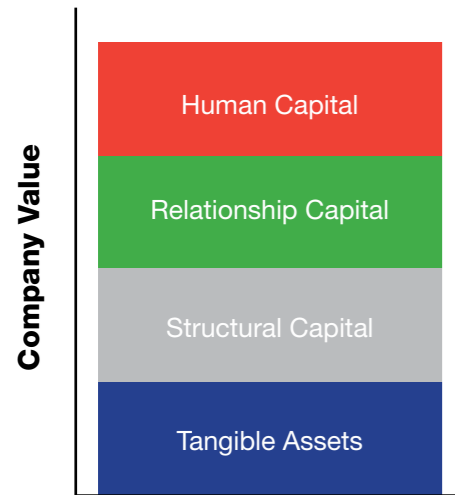 Company Value
Human Capital
Relationship Capital
Structural Capital
Tangible Assets